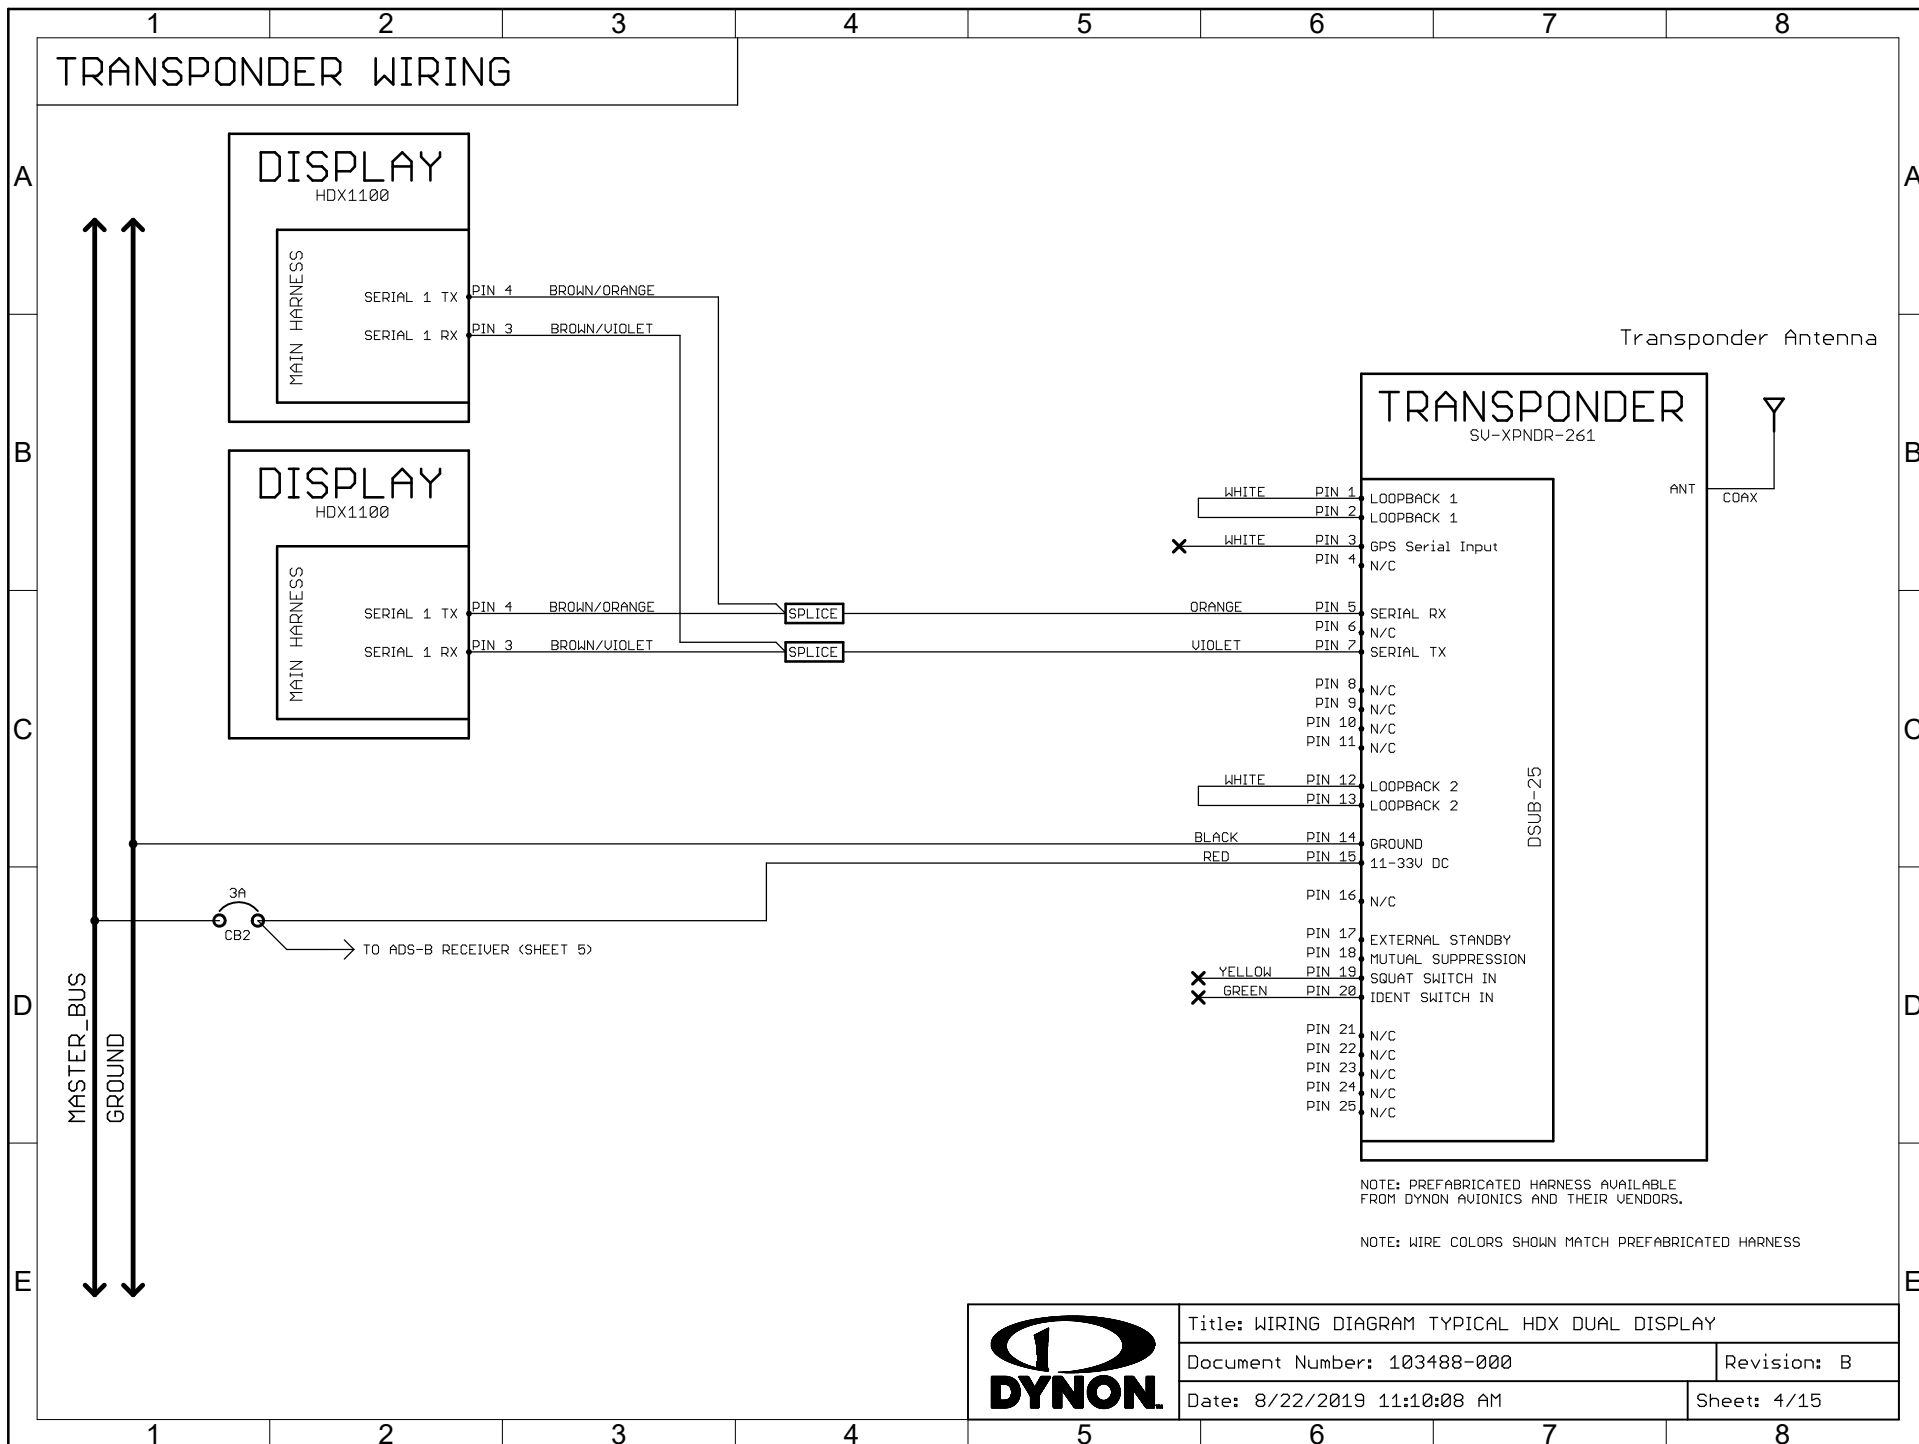 1 2 3 4 5 6 7 8
TRANSPONDER WIRING
A
A
DISPLAY
HDX1100
MAIN HARNESS
SERIAL 1 TX PIN 4 BROWN/ORANGE
SERIAL 1 RX PIN 3 BROWN/VIOLET
Transponder Antenna
TRANSPONDER
SV-XPNDR-261
B
B
DISPLAY
HDX1100
MAIN HARNESS
SERIAL 1 TX PIN 4 BROWN/ORANGE
SERIAL 1 RX PIN 3 BROWN/VIOLET
SPLICE
SPLICE
ANT
COAX
WHITE PIN 1 LOOPBACK 1
PIN 2 LOOPBACK 1
WHITE PIN 3 GPS Serial Input
PIN 4 N/C
ORANGE PIN 5 SERIAL RX
PIN 6 N/C
VIOLET PIN 7 SERIAL TX
PIN 8 N/C
PIN 9 N/C
PIN 10 N/C
PIN 11 N/C
C
C
WHITE PIN 12 LOOPBACK 2
PIN 13 LOOPBACK 2
DSUB-25
BLACK PIN 14 GROUND
RED PIN 15 11-33V DC
PIN 16 N/C
3A
CB2
TO ADS-B RECEIVER (SHEET 5)
PIN 17 EXTERNAL STANDBY
PIN 18 MUTUAL SUPPRESSION
YELLOW PIN 19 SQUAT SWITCH IN
GREEN PIN 20 IDENT SWITCH IN
D
D
MASTER_BUS
GROUND
PIN 21 N/C
PIN 22 N/C
PIN 23 N/C
PIN 24 N/C
PIN 25 N/C
NOTE: PREFABRICATED HARNESS AVAILABLE
FROM DYNON AVIONICS AND THEIR VENDORS.
NOTE: WIRE COLORS SHOWN MATCH PREFABRICATED HARNESS
E
E
DYNON
Title: WIRING DIAGRAM TYPICAL HDX DUAL DISPLAY
Document Number: 103488-000
Revision: B
Date: 8/22/2019 11:10:08 AM
Sheet: 4/15
1 2 3 4 5 6 7 8